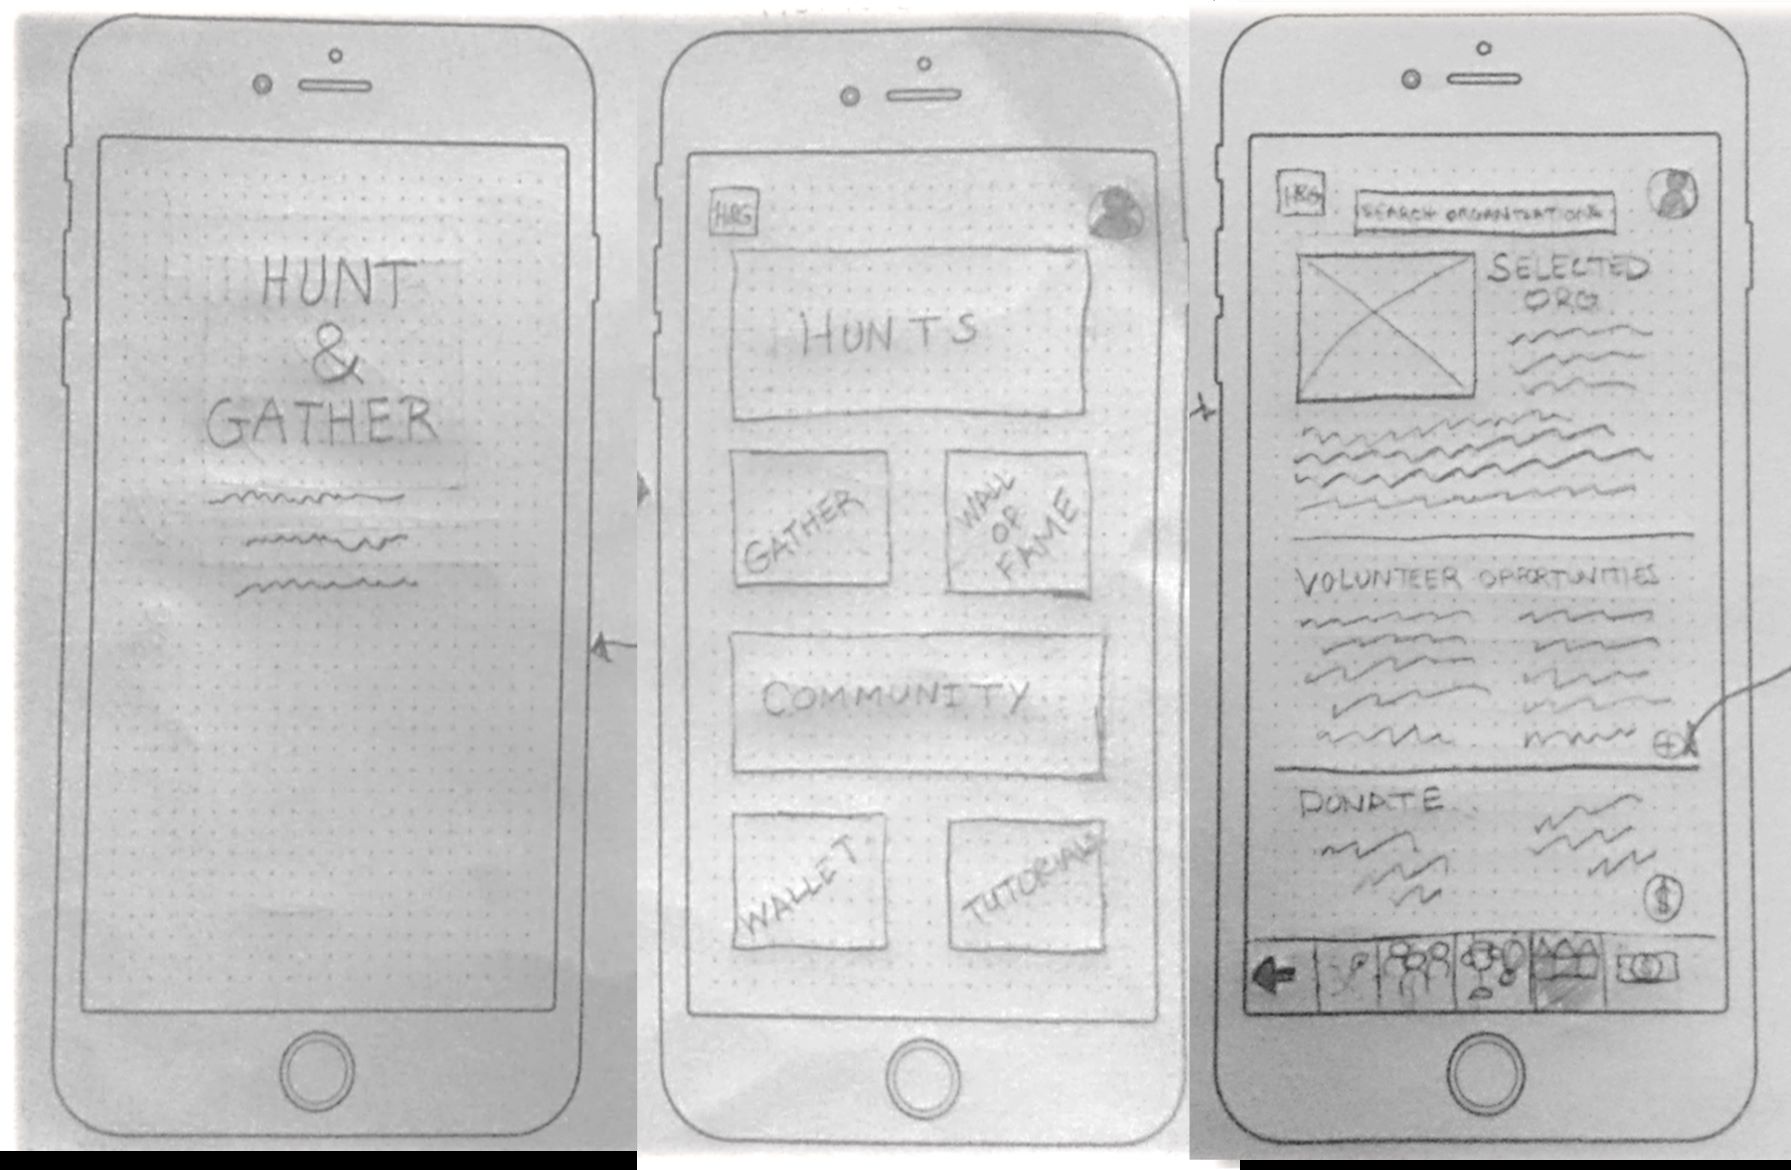 HUNT
&
GATHER
H&G
HUNTS
GATHER
WALL
OF
FAME
COMMUNITY
WALLET
TUTORIALS
H&G
SEARCH ORGANIZATIONS
SELECTED
ORG
VOLUNTEER OPPORTUNITIES
DONATE
$